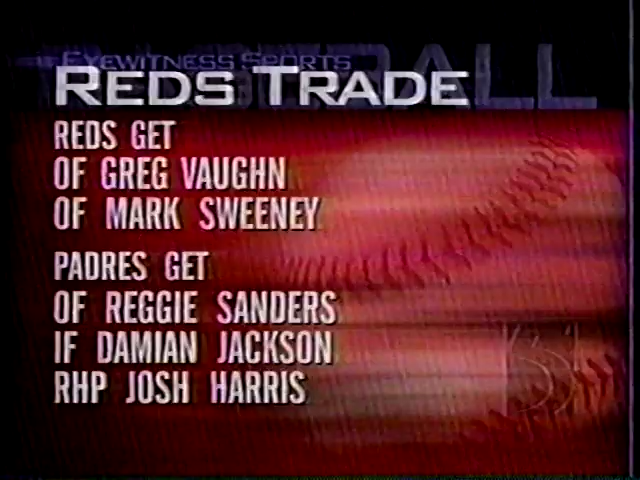 EYEWITNESS SPORTS
BASEBALL
REDS TRADE
REDS GET
OF GREG VAUGHN
OF MARK SWEENEY
PADRES GET
OF REGGIE SANDERS
IF DAMIAN JACKSON
RHP JOSH HARRIS